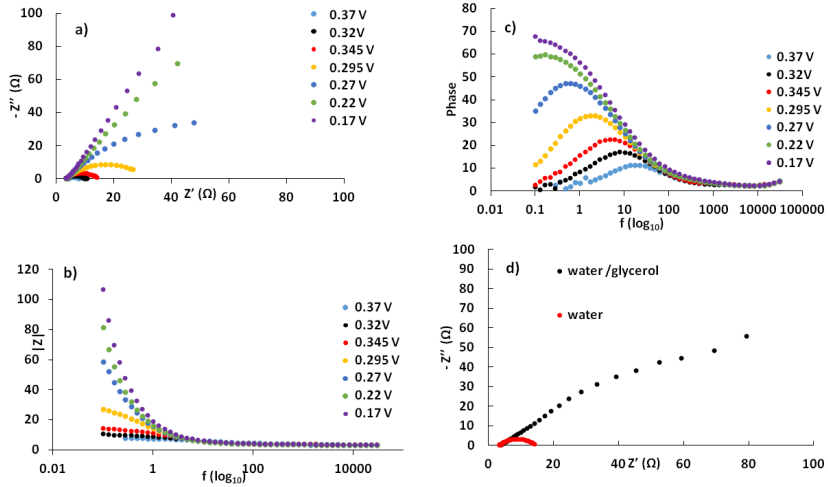 a)
- Z″ (Ω)
100
80
60
40
20
0
0 20 40 60 80 100
Z′ (Ω)
0.37 V
0.32V
0.345 V
0.295 V
0.27 V
0.22 V
0.17 V
c)
Phase
80
70
60
50
40
30
20
10
0
0.01 0.1 1 10 100 1000 10000 100000
f (log10)
0.37 V
0.32V
0.345 V
0.295 V
0.27 V
0.22 V
0.17 V
b)
|Z|
120
100
80
60
40
20
0
0.01 1 100 10000
f (log10)
0.37 V
0.32V
0.345 V
0.295 V
0.27 V
0.22 V
0.17 V
d)
- Z″ (Ω)
100
90
80
70
60
50
40
30
20
10
0
0 20 40 60 80 100
Z′ (Ω)
water /glycerol
water